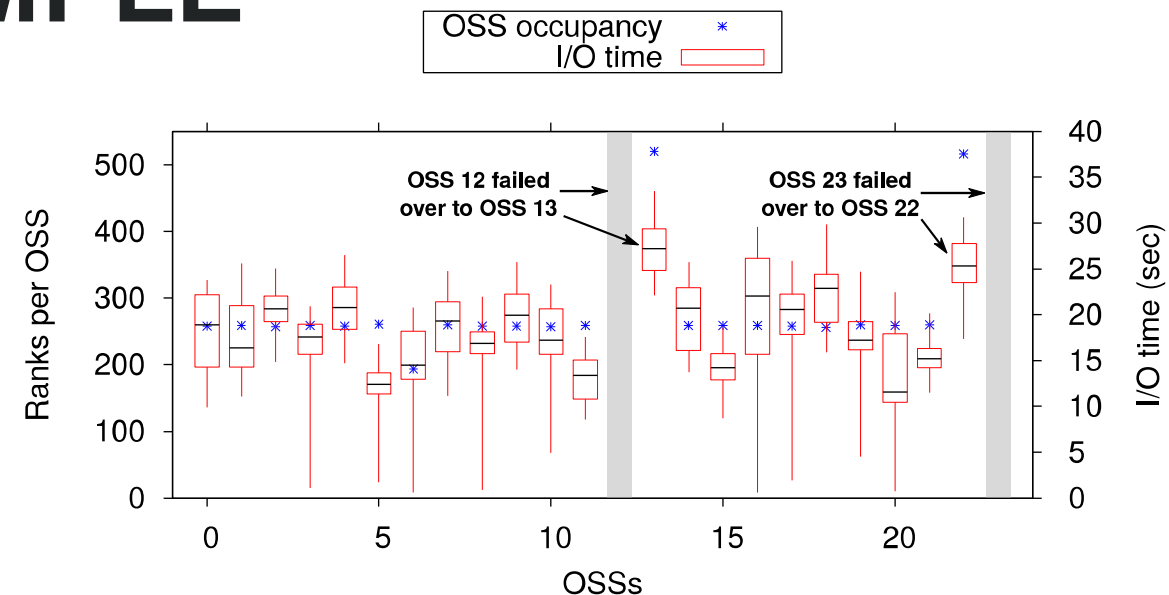 OSS occupancy
I/O time
500
400
300
200
100
0
Ranks per OSS
40
35
30
25
20
15
10
5
0
I/O time (sec)
OSS 12 failed
over to OSS 13
OSS 23 failed
over to OSS 22
0 5 10 15 20
OSSs